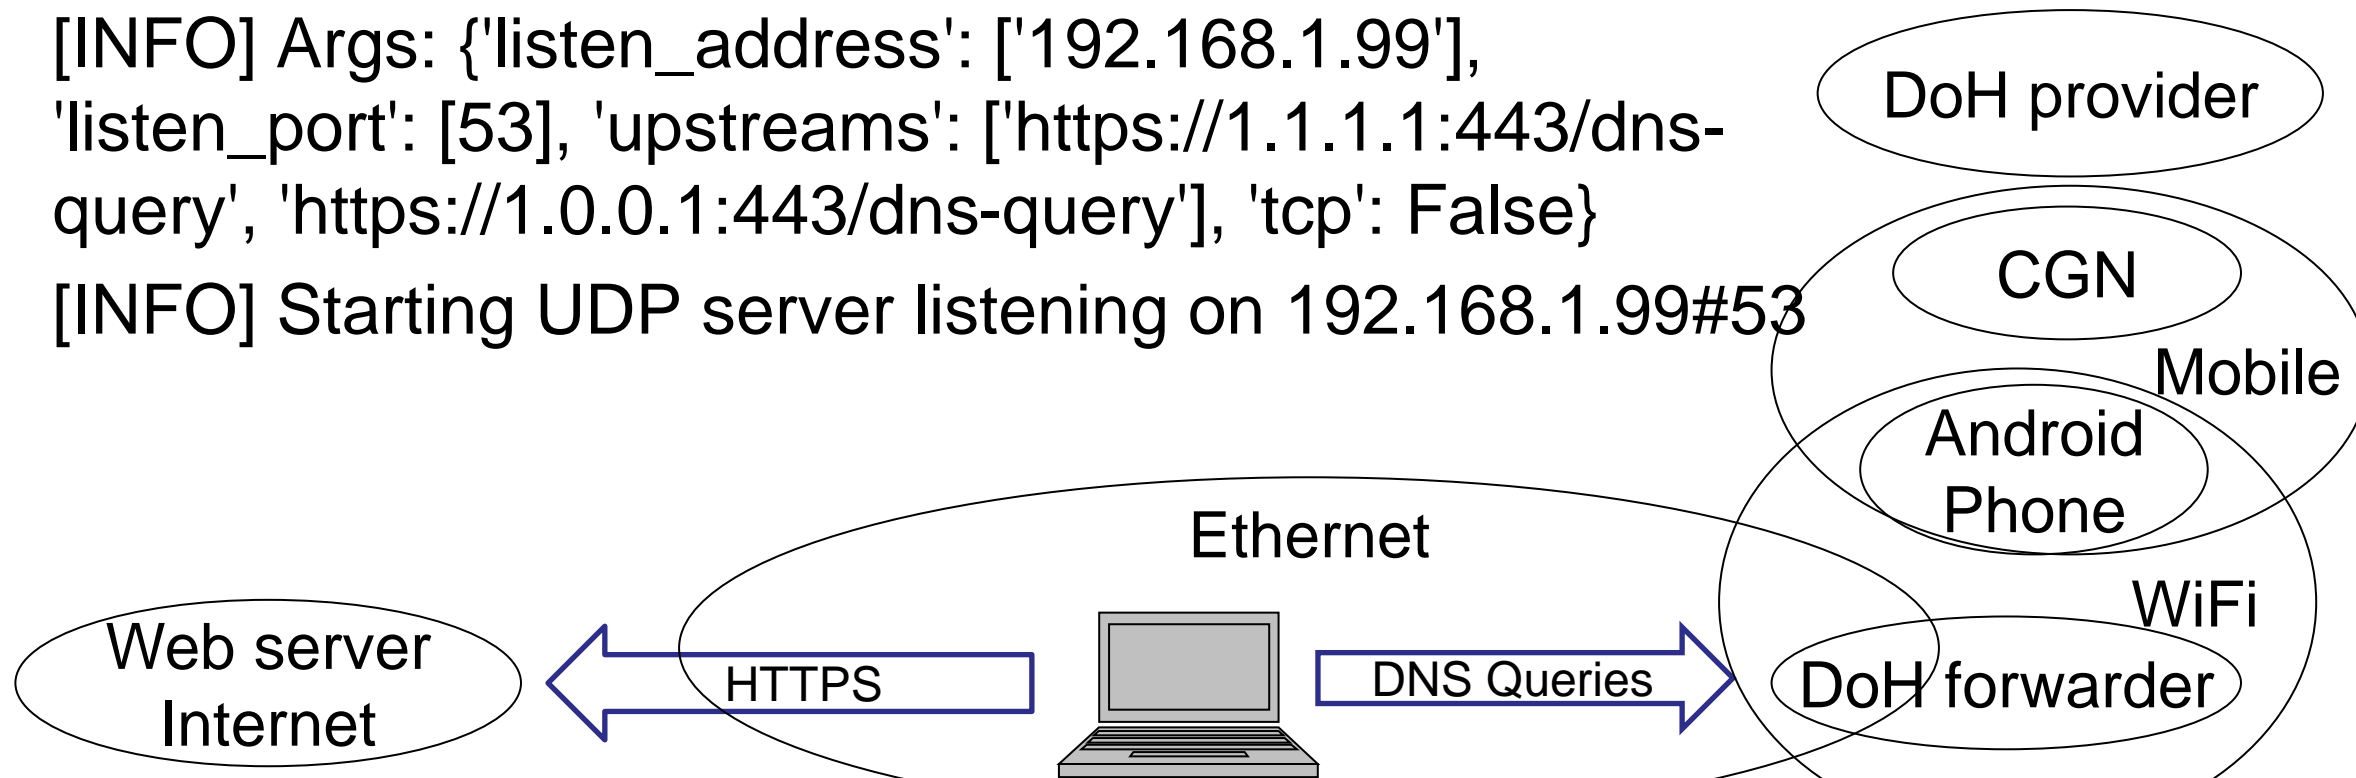 [INFO] Args: {'listen_address': ['192.168.1.99'],
'listen_port': [53], 'upstreams': ['https://1.1.1.1:443/dns-
query', 'https://1.0.0.1:443/dns-query'], 'tcp': False}
[INFO] Starting UDP server listening on 192.168.1.99#53
DoH provider
CGN
Mobile
Android
Phone
Ethernet
WiFi
Web server
Internet
HTTPS
DNS Queries
DoH forwarder